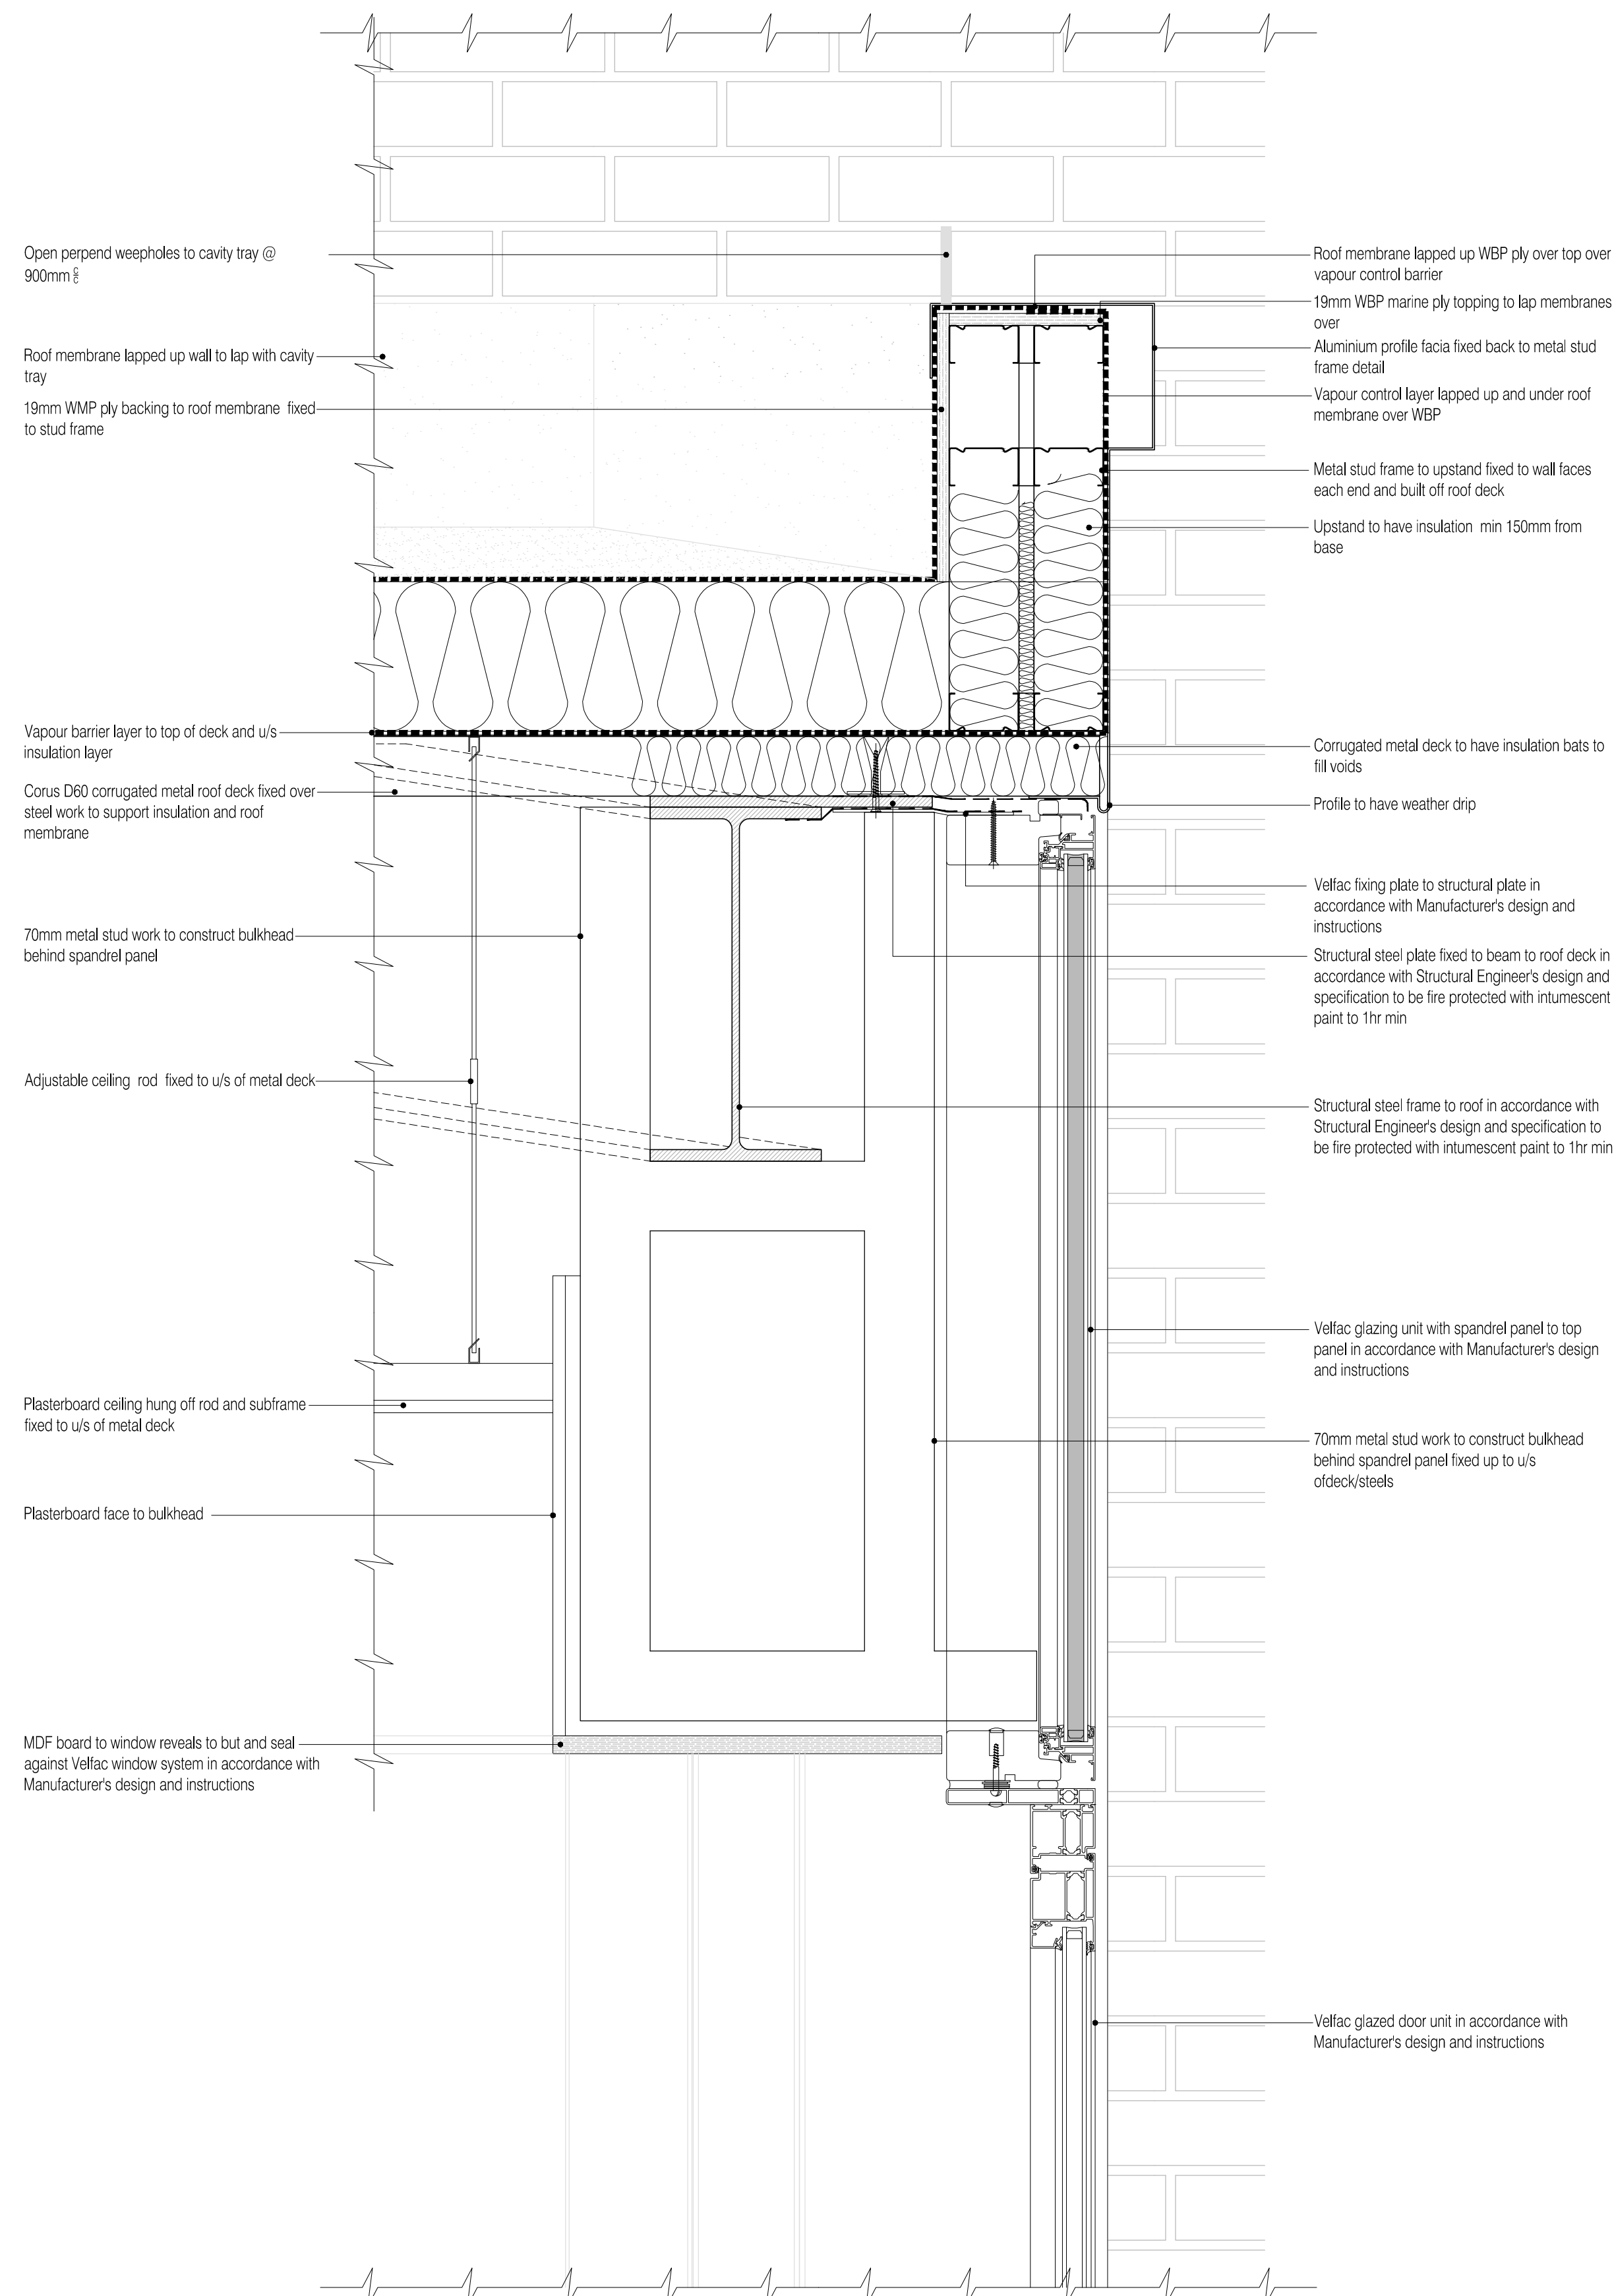 Open perpend weepholes to cavity tray @
900mm c/c
Roof membrane lapped up wall to lap with cavity
tray
19mm WMP ply backing to roof membrane fixed
to stud frame
Vapour barrier layer to top of deck and u/s
insulation layer
Corus D60 corrugated metal roof deck fixed over
steel work to support insulation and roof
membrane
70mm metal stud work to construct bulkhead
behind spandrel panel
Adjustable ceiling rod fixed to u/s of metal deck
Plasterboard ceiling hung off rod and subframe
fixed to u/s of metal deck
Plasterboard face to bulkhead
MDF board to window reveals to but and seal
against Velfac window system in accordance with
Manufacturer's design and instructions
Roof membrane lapped up WBP ply over top over
vapour control barrier
19mm WBP marine ply topping to lap membranes
over
Aluminium profile facia fixed back to metal stud
frame detail
Vapour control layer lapped up and under roof
membrane over WBP
Metal stud frame to upstand fixed to wall faces
each end and built off roof deck
Upstand to have insulation min 150mm from
base
Corrugated metal deck to have insulation bats to
fill voids
Profile to have weather drip
Velfac fixing plate to structural plate in
accordance with Manufacturer's design and
instructions
Structural steel plate fixed to beam to roof deck in
accordance with Structural Engineer's design and
specification to be fire protected with intumescent
paint to 1hr min
Structural steel frame to roof in accordance with
Structural Engineer's design and specification to
be fire protected with intumescent paint to 1hr min
Velfac glazing unit with spandrel panel to top
panel in accordance with Manufacturer's design
and instructions
70mm metal stud work to construct bulkhead
behind spandrel panel fixed up to u/s
ofdeck/steels
Velfac glazed door unit in accordance with
Manufacturer's design and instructions